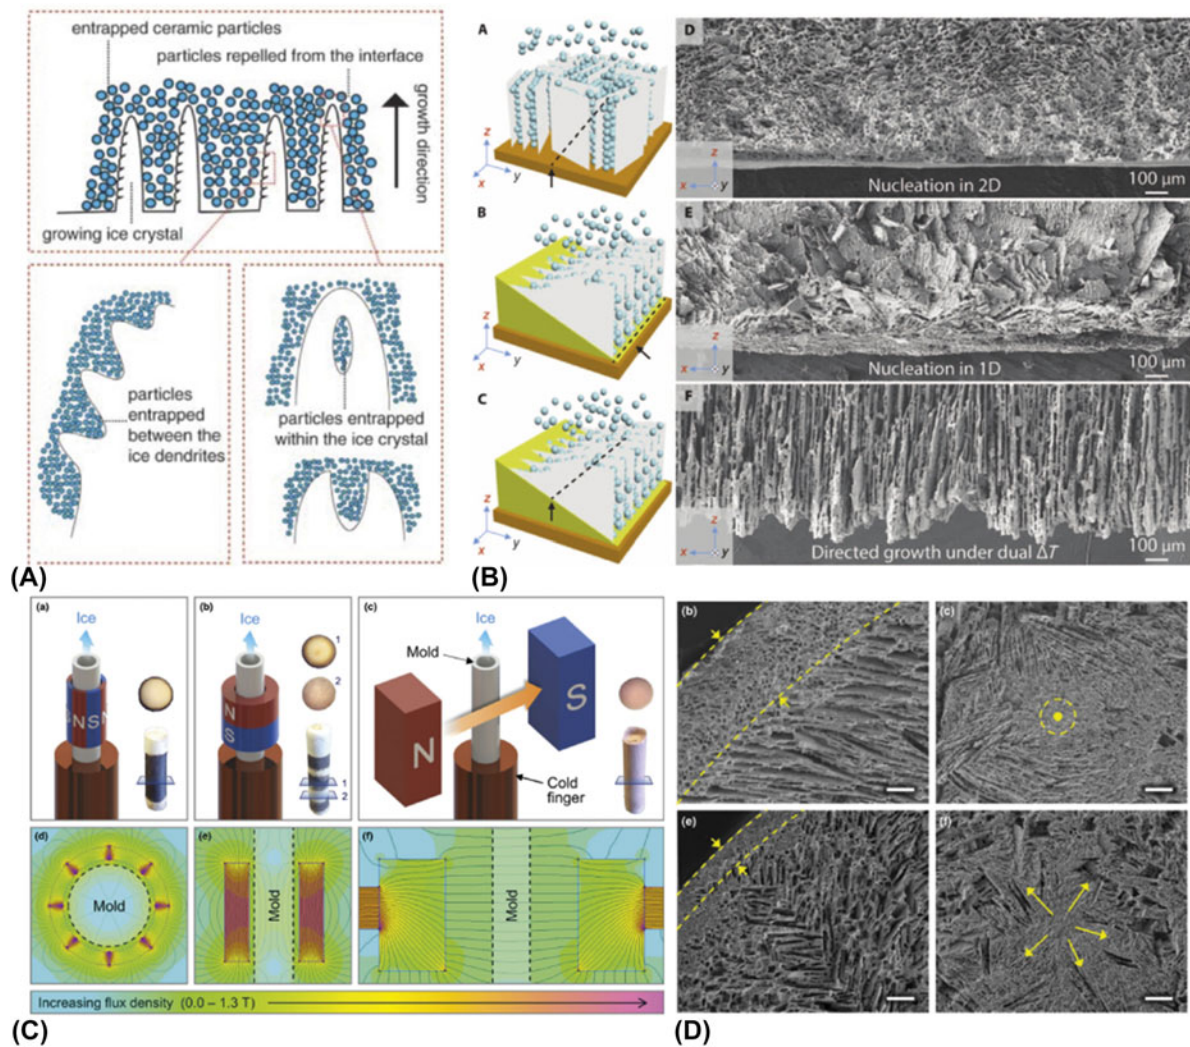 entrapped ceramic particles
particles repelled from the interface
growth direction
growing ice crystal
particles
entrapped
between the
ice dendrites
particles entrapped
within the ice crystal
(A)
A
z
x
y
B
z
x
y
C
z
x
y
(B)
D
z
x
y
Nucleation in 2D
100 μm
E
z
x
y
Nucleation in 1D
100 μm
F
z
x
y
Directed growth under dual ΔT
100 μm
(a)
Ice
S
N
S
N
(b)
Ice
N
S
1
2
1
2
(c)
Ice
Mold
N
S
Cold
finger
(d)
Mold
(e)
Mold
(f)
Mold
Increasing flux density (0.0 – 1.3 T)
(C)
(b)
(c)
(e)
(f)
(D)